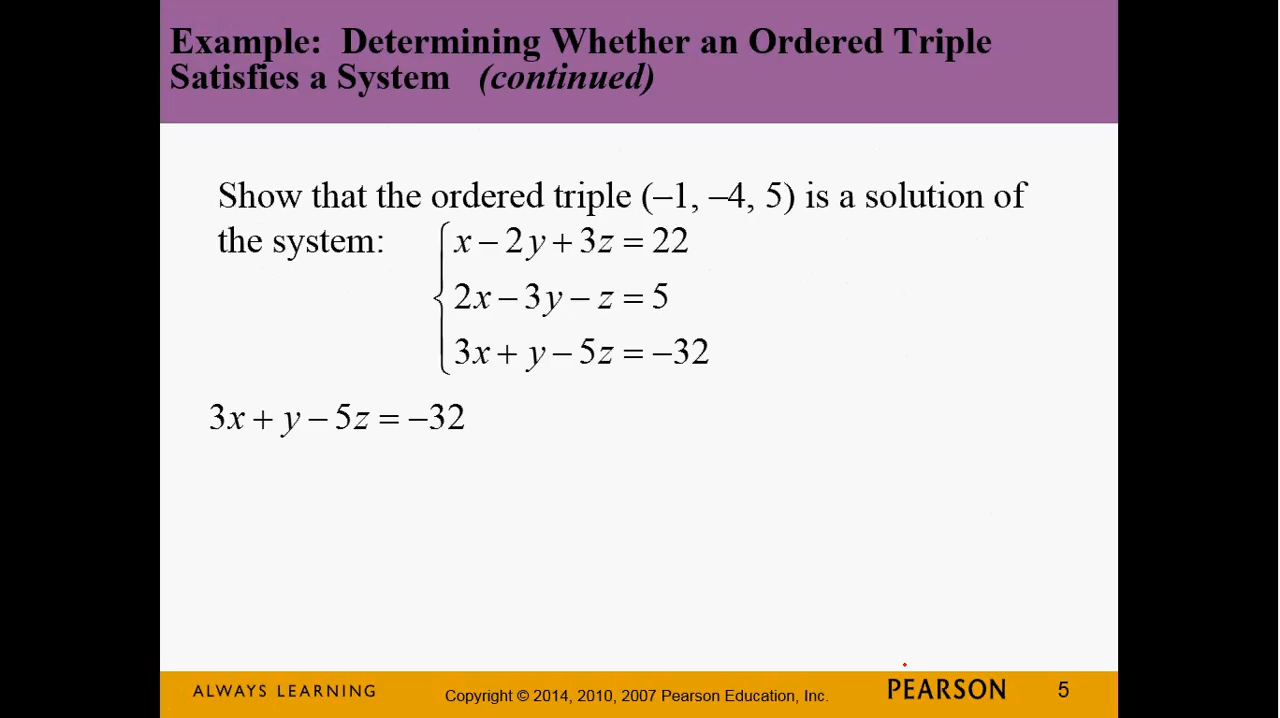 Example: Determining Whether an Ordered Triple
Satisfies a System (continued)
Show that the ordered triple (–1, –4, 5) is a solution of
the system:
x − 2y + 3z = 22
2x − 3y − z = 5
3x + y − 5z = −32
3x + y − 5z = −32
ALWAYS LEARNING
Copyright © 2014, 2010, 2007 Pearson Education, Inc.
PEARSON
5